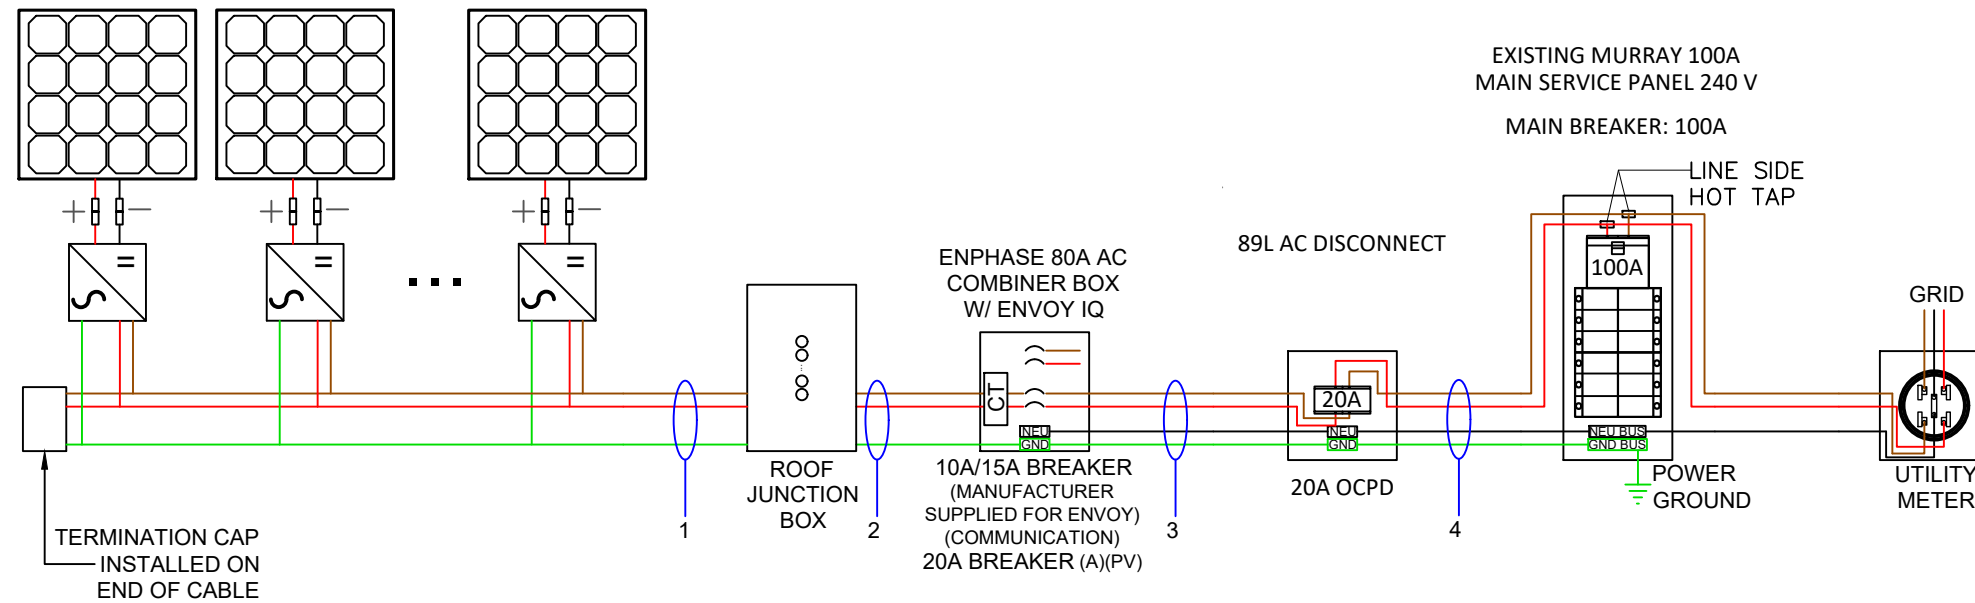 EXISTING MURRAY 100A
MAIN SERVICE PANEL 240 V
MAIN BREAKER: 100A
LINE SIDE
HOT TAP
89L AC DISCONNECT
ENPHASE 80A AC
COMBINER BOX
W/ ENVOY IQ
100A
GRID
CT
20A
NEU
GND
NEU
GND
NEU BUS
GND BUS
ROOF
JUNCTION
BOX
10A/15A BREAKER
(MANUFACTURER
SUPPLIED FOR ENVOY)
(COMMUNICATION)
20A BREAKER (A)(PV)
20A OCPD
POWER
GROUND
UTILITY
METER
1
2
3
4
TERMINATION CAP
INSTALLED ON
END OF CABLE